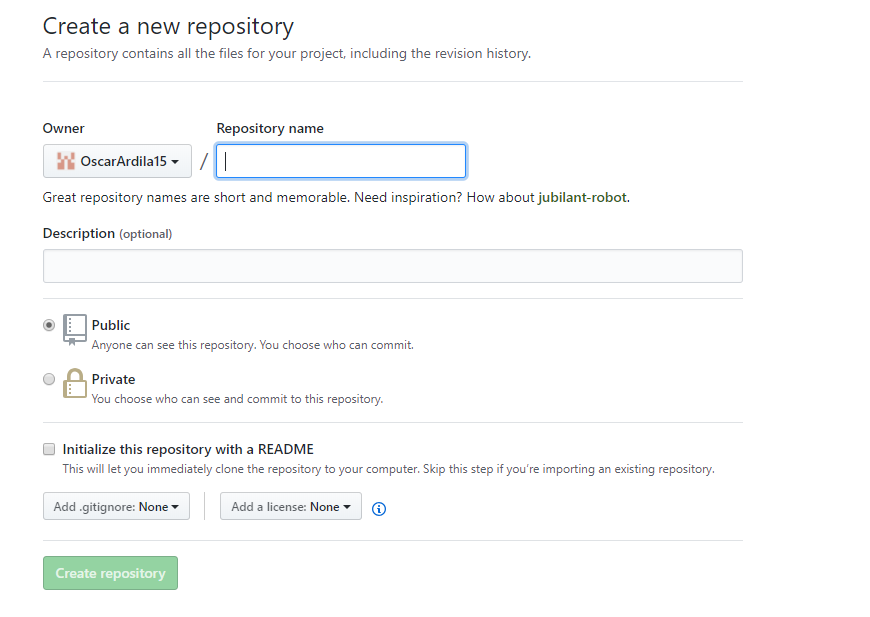 Create a new repository
A repository contains all the files for your project, including the revision history.
Owner
Repository name
OscarArdila15
/
Great repository names are short and memorable. Need inspiration? How about jubilant-robot.
Description (optional)
Public
Anyone can see this repository. You choose who can commit.
Private
You choose who can see and commit to this repository.
Initialize this repository with a README
This will let you immediately clone the repository to your computer. Skip this step if you’re importing an existing repository.
Add .gitignore: None
Add a license: None
Create repository